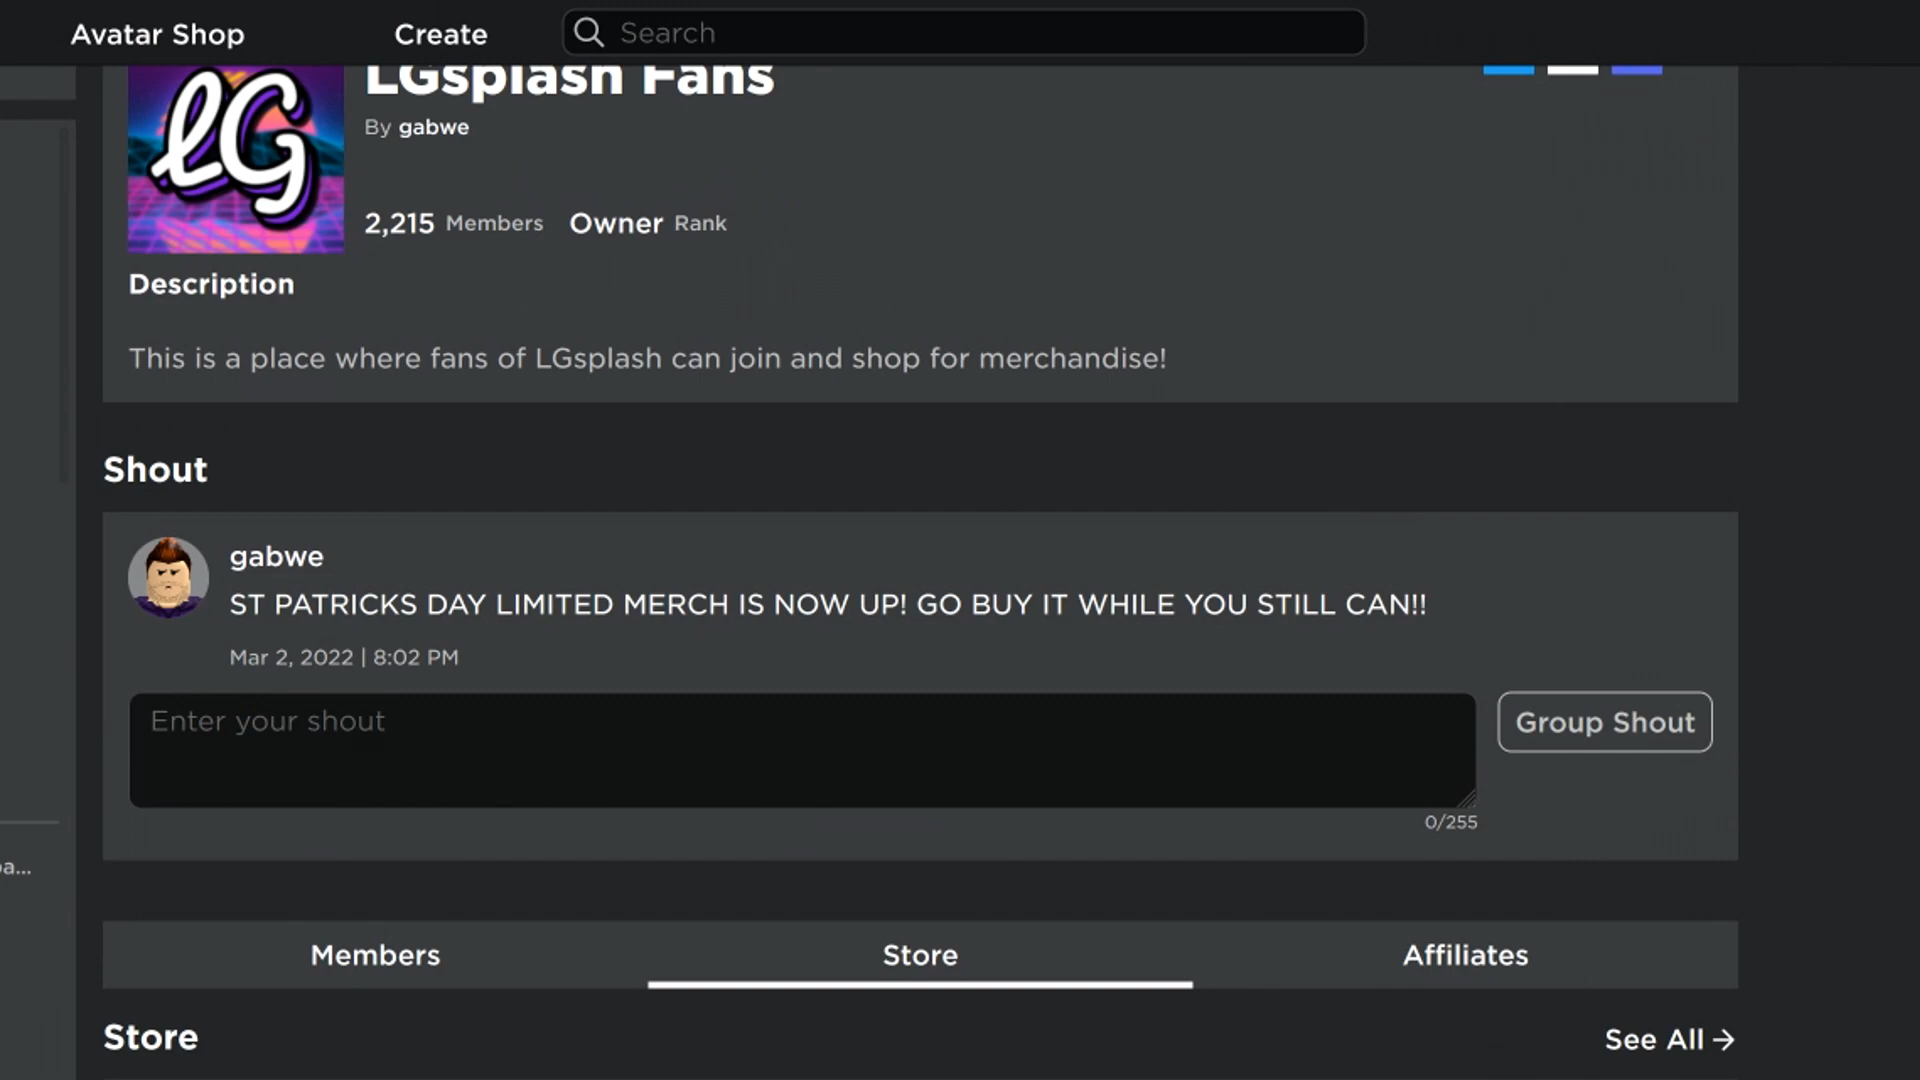 Avatar Shop
Create
Search
LGsplash Fans
LG
By gabwe
2,215 Members Owner Rank
Description
This is a place where fans of LGsplash can join and shop for merchandise!
Shout
gabwe
ST PATRICKS DAY LIMITED MERCH IS NOW UP! GO BUY IT WHILE YOU STILL CAN!!
Mar 2, 2022 | 8:02 PM
Enter your shout
Group Shout
0/255
Members
Store
Affiliates
Store
See All